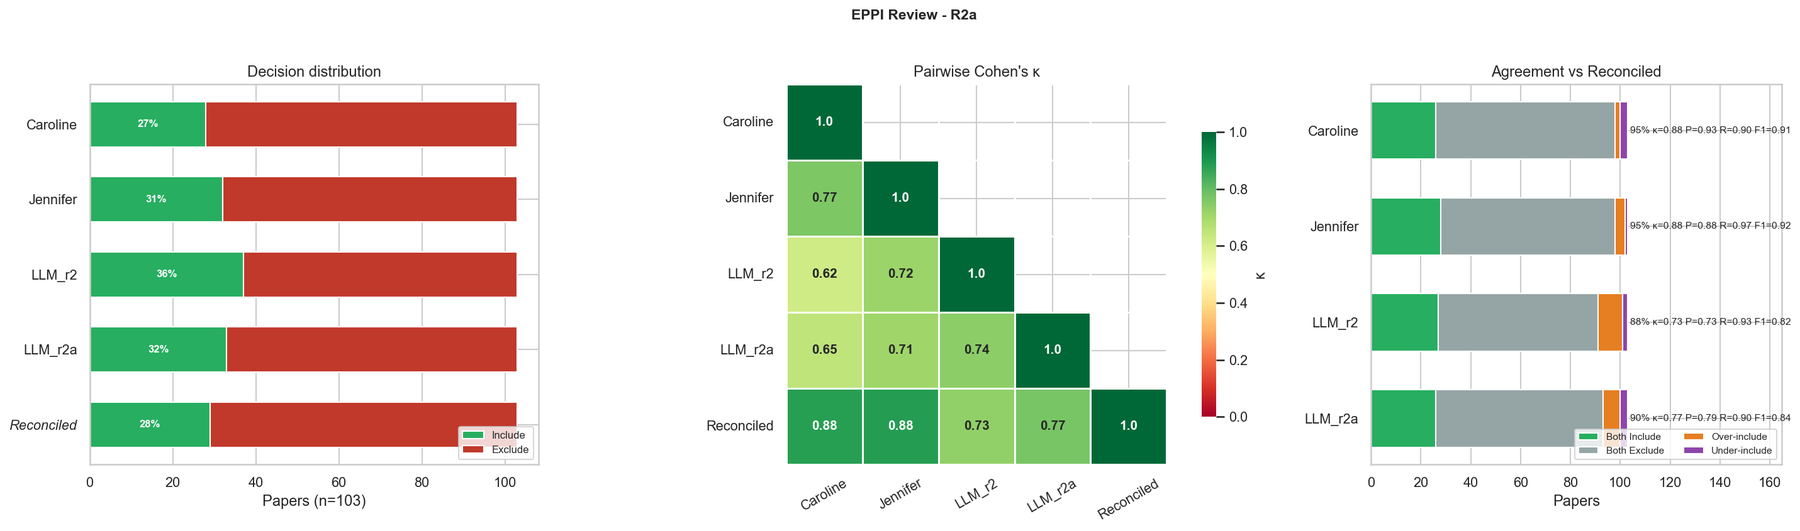 EPPI Review - R2a
Decision distribution
Caroline
27%
Jennifer
31%
LLM_r2
36%
LLM_r2a
32%
Reconciled
28%
Include
Exclude
0 20 40 60 80 100
Papers (n=103)
Pairwise Cohen's κ
Caroline 1.0
Jennifer 0.77 1.0
LLM_r2 0.62 0.72 1.0
LLM_r2a 0.65 0.71 0.74 1.0
Reconciled 0.88 0.88 0.73 0.77 1.0
Caroline Jennifer LLM_r2 LLM_r2a Reconciled
1.0
0.8
0.6
0.4
0.2
0.0
κ
Agreement vs Reconciled
Caroline
95% κ=0.88 P=0.93 R=0.90 F1=0.91
Jennifer
95% κ=0.88 P=0.88 R=0.97 F1=0.92
LLM_r2
88% κ=0.73 P=0.73 R=0.93 F1=0.82
LLM_r2a
90% κ=0.77 P=0.79 R=0.90 F1=0.84
Both Include Over-include
Both Exclude Under-include
0 20 40 60 80 100 120 140 160
Papers